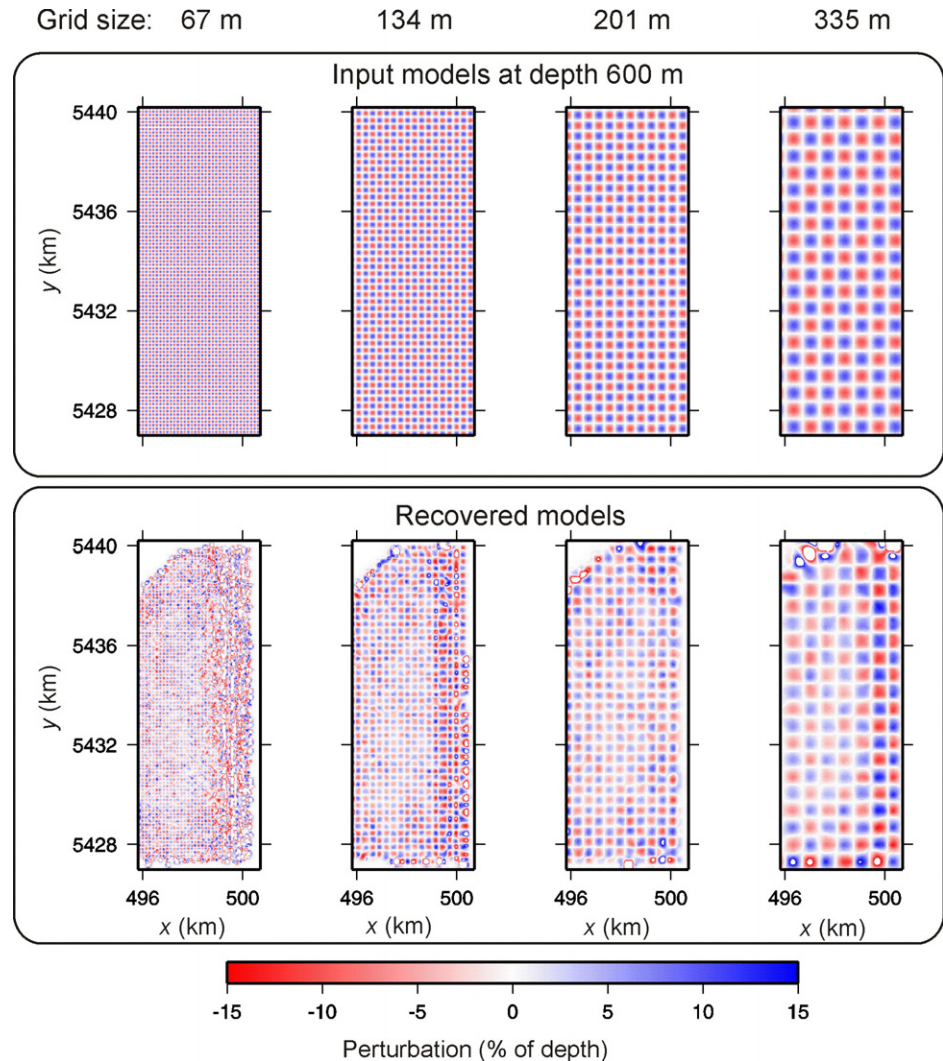 Grid size: 67 m 134 m 201 m 335 m
Input models at depth 600 m
5440
5436
5432
5428
y (km)
Recovered models
5440
5436
5432
5428
y (km)
496 500 496 500 496 500 496 500
x (km) x (km) x (km) x (km)
-15 -10 -5 0 5 10 15
Perturbation (% of depth)